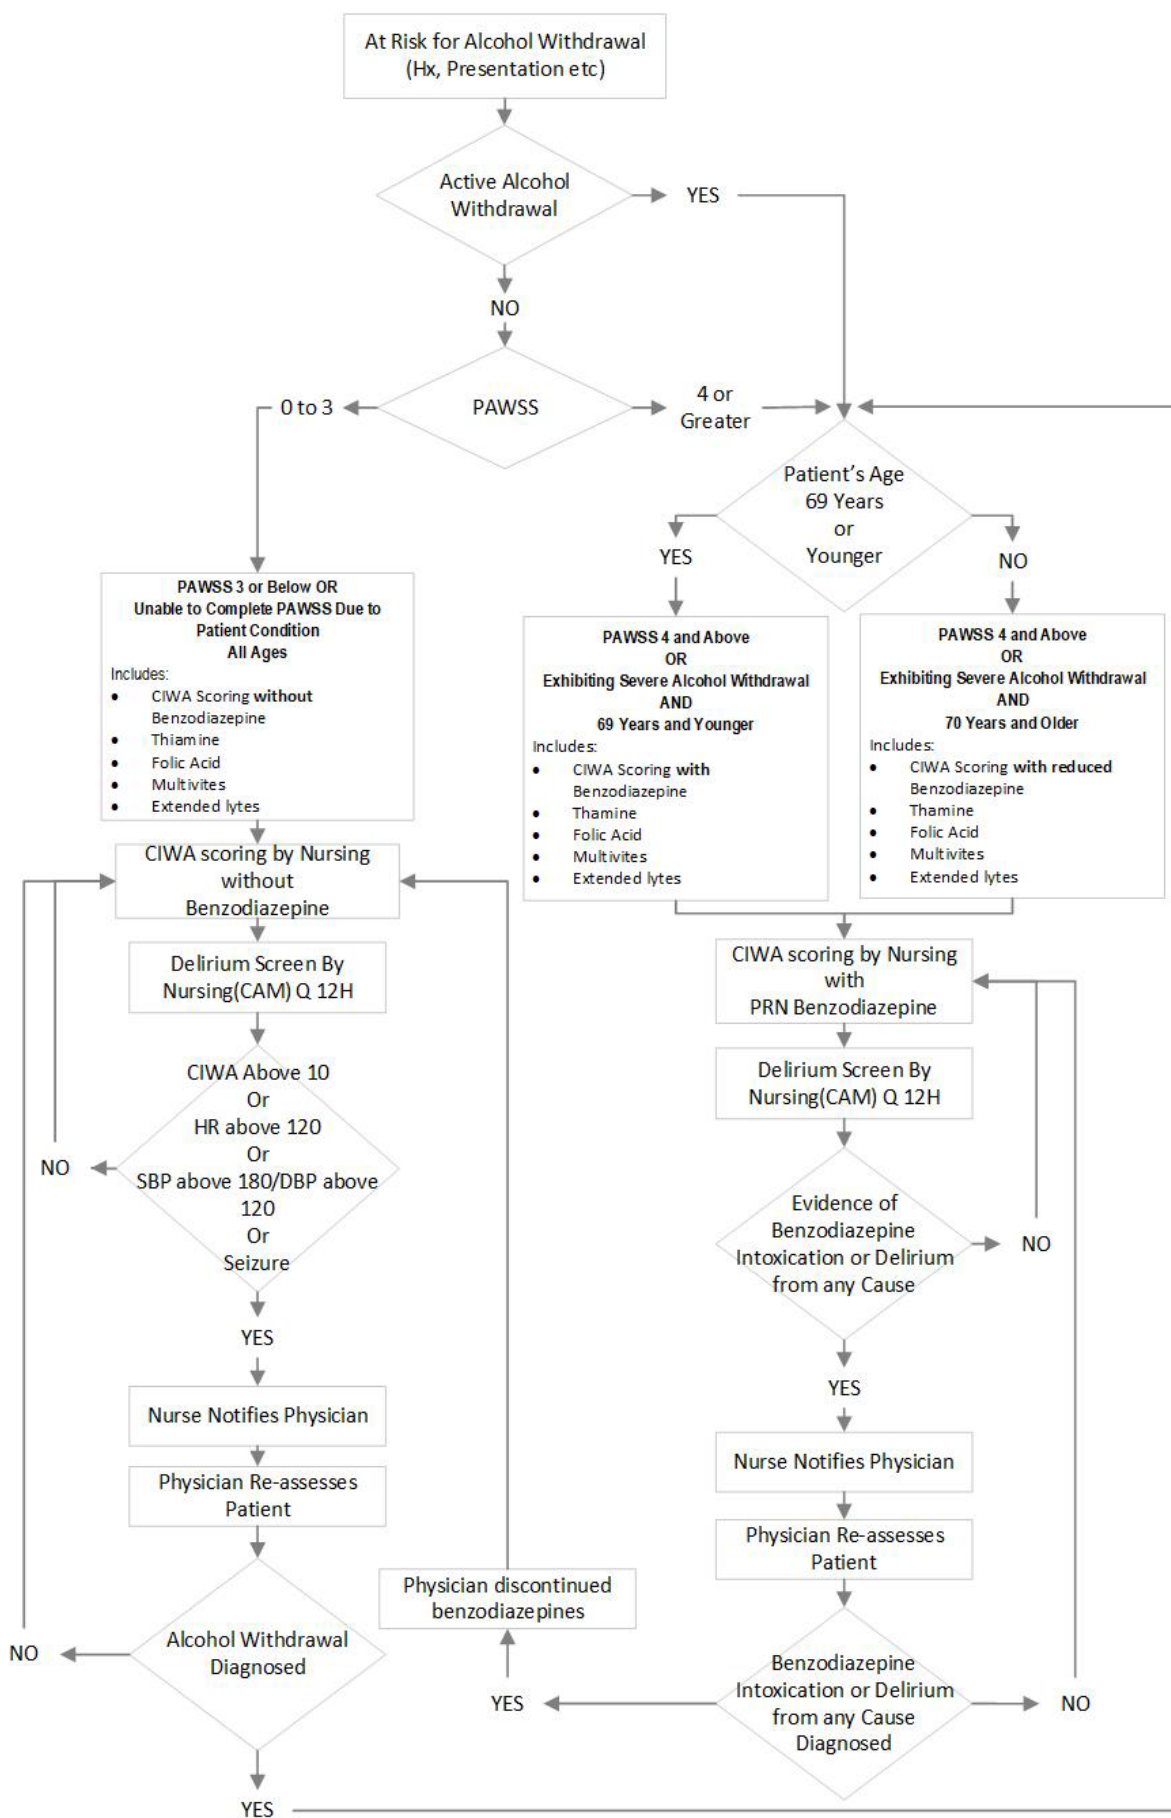 At Risk for Alcohol Withdrawal
(Hx, Presentation etc)
Active Alcohol
Withdrawal
YES
NO
PAWSS
0 to 3
4 or
Greater
Patient's Age
69 Years
or
Younger
YES
NO
PAWSS 3 or Below OR
Unable to Complete PAWSS Due to
Patient Condition
All Ages
Includes:
• CIWA Scoring without
Benzodiazepine
• Thiamine
• Folic Acid
• Multivites
• Extended lytes
PAWSS 4 and Above
OR
Exhibiting Severe Alcohol Withdrawal
AND
69 Years and Younger
Includes:
• CIWA Scoring with
Benzodiazepine
• Thamine
• Folic Acid
• Multivites
• Extended lytes
PAWSS 4 and Above
OR
Exhibiting Severe Alcohol Withdrawal
AND
70 Years and Older
Includes:
• CIWA Scoring with reduced
Benzodiazepine
• Thamine
• Folic Acid
• Multivites
• Extended lytes
CIWA scoring by Nursing
without
Benzodiazepine
Delirium Screen By
Nursing(CAM) Q 12H
CIWA Above 10
Or
HR above 120
Or
SBP above 180/DBP above
120
Or
Seizure
NO
YES
Nurse Notifies Physician
Physician Re-assesses
Patient
Alcohol Withdrawal
Diagnosed
NO
YES
CIWA scoring by Nursing
with
PRN Benzodiazepine
Delirium Screen By
Nursing(CAM) Q 12H
Evidence of
Benzodiazepine
Intoxication or Delirium
from any Cause
NO
YES
Nurse Notifies Physician
Physician Re-assesses
Patient
Benzodiazepine
Intoxication or Delirium
from any Cause
Diagnosed
NO
YES
Physician discontinued
benzodiazepines